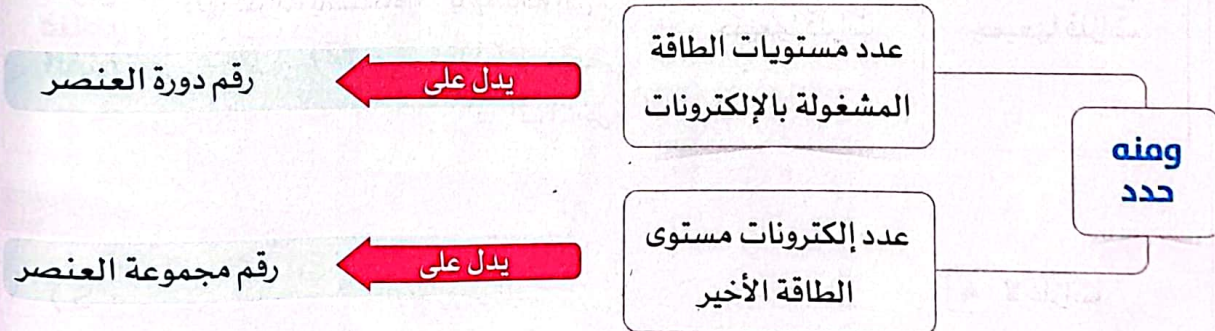 ومنه
حدد
عدد مستويات الطاقة
المشغولة بالإلكترونات
يدل على
رقم دورة العنصر
عدد إلكترونات مستوى
الطاقة الأخير
يدل على
رقم مجموعة العنصر